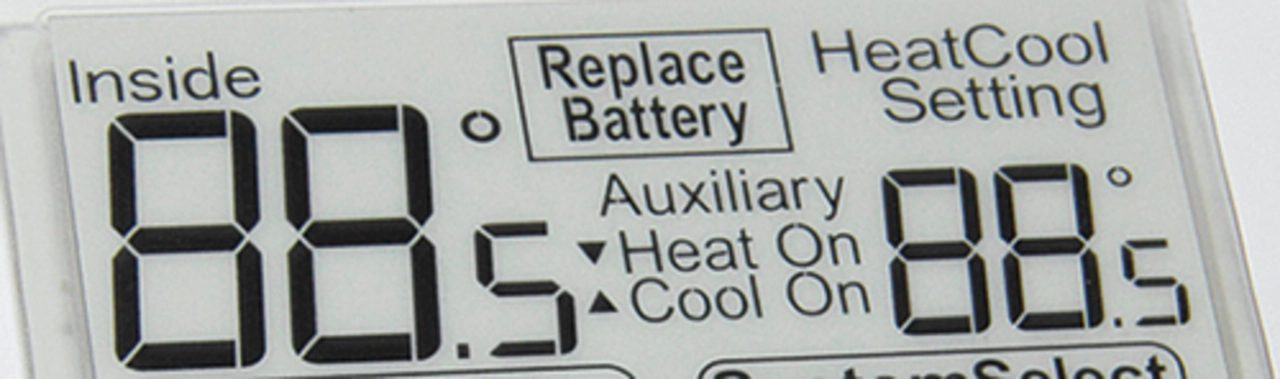 Inside
88.5°
Replace
Battery
HeatCool
Setting
Auxiliary
▼Heat On
▲Cool On
88.5°